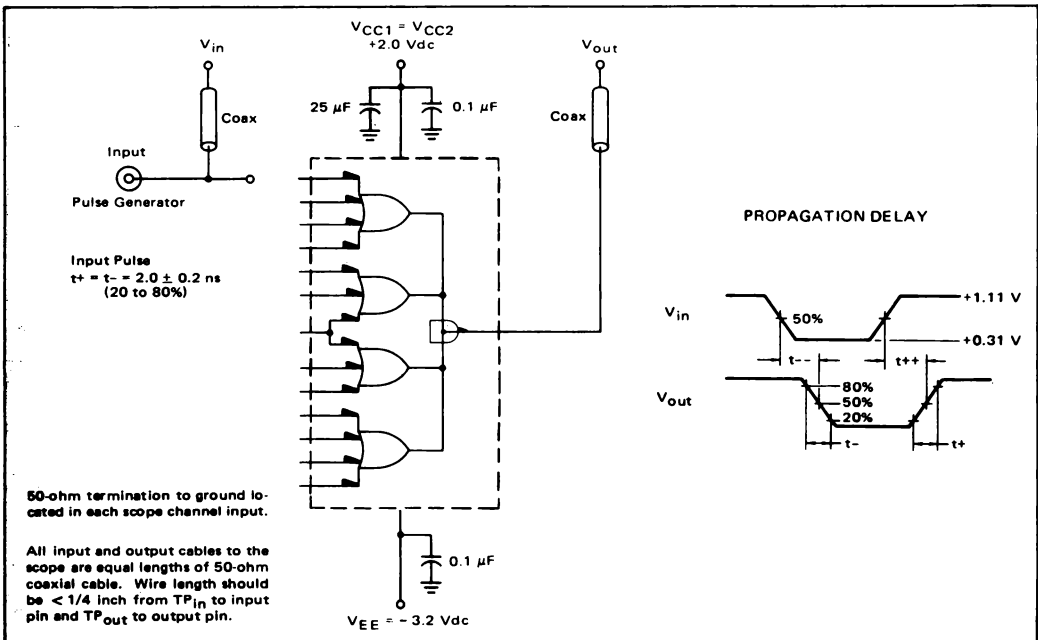 VCC1 = VCC2
+2.0 Vdc
Vin
Vout
25 µF
0.1 µF
Coax
Coax
Input
Pulse Generator
PROPAGATION DELAY
Input Pulse
t+ = t- = 2.0 ± 0.2 ns
(20 to 80%)
Vin
50%
+1.11 V
+0.31 V
t--
t++
Vout
80%
50%
20%
t-
t+
50-ohm termination to ground lo-
cated in each scope channel input.
All input and output cables to the
scope are equal lengths of 50-ohm
coaxial cable. Wire length should
be < 1/4 inch from TPin to input
pin and TPout to output pin.
0.1 µF
VEE = - 3.2 Vdc